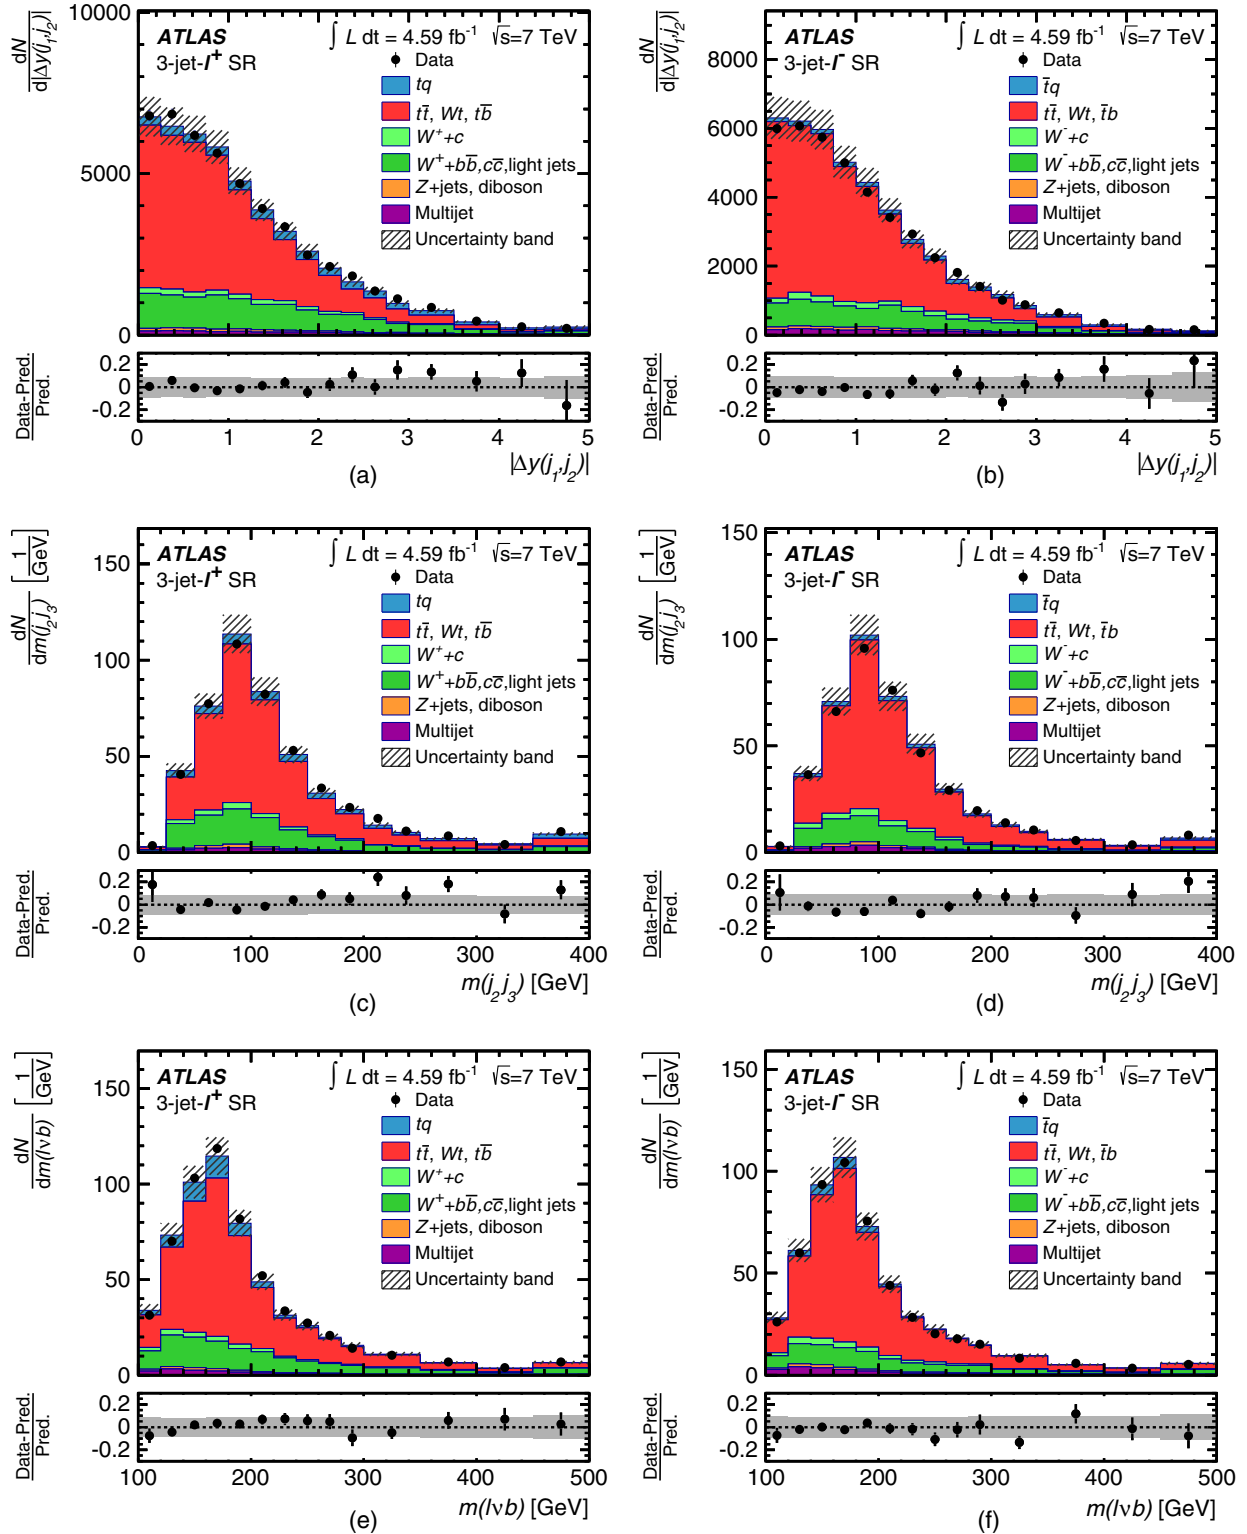 dN
d|Δy(j₁,j₂)|
10000
5000
0
ATLAS
3-jet-l⁺ SR
∫ L dt = 4.59 fb⁻¹ √s=7 TeV
Data
tq
tt̄, Wt, tb̄
W⁺+c
W⁺+bb̄,cc̄,light jets
Z+jets, diboson
Multijet
Uncertainty band
Data-Pred.
Pred.
0.2
0
-0.2
0 1 2 3 4 5
|Δy(j₁,j₂)|
(a)
dN
d|Δy(j₁,j₂)|
8000
6000
4000
2000
0
ATLAS
3-jet-l⁻ SR
∫ L dt = 4.59 fb⁻¹ √s=7 TeV
Data
t̄q
tt̄, Wt, t̄b
W⁻+c
W⁻+bb̄,cc̄,light jets
Z+jets, diboson
Multijet
Uncertainty band
Data-Pred.
Pred.
0.2
0
-0.2
0 1 2 3 4 5
|Δy(j₁,j₂)|
(b)
dN
dm(j₂j₃)
[1/GeV]
150
100
50
0
ATLAS
3-jet-l⁺ SR
∫ L dt = 4.59 fb⁻¹ √s=7 TeV
Data
tq
tt̄, Wt, tb̄
W⁺+c
W⁺+bb̄,cc̄,light jets
Z+jets, diboson
Multijet
Uncertainty band
Data-Pred.
Pred.
0.2
0
-0.2
0 100 200 300 400
m(j₂j₃) [GeV]
(c)
dN
dm(j₂j₃)
[1/GeV]
150
100
50
0
ATLAS
3-jet-l⁻ SR
∫ L dt = 4.59 fb⁻¹ √s=7 TeV
Data
t̄q
tt̄, Wt, t̄b
W⁻+c
W⁻+bb̄,cc̄,light jets
Z+jets, diboson
Multijet
Uncertainty band
Data-Pred.
Pred.
0.2
0
-0.2
0 100 200 300 400
m(j₂j₃) [GeV]
(d)
dN
dm(lνb)
[1/GeV]
150
100
50
0
ATLAS
3-jet-l⁺ SR
∫ L dt = 4.59 fb⁻¹ √s=7 TeV
Data
tq
tt̄, Wt, tb̄
W⁺+c
W⁺+bb̄,cc̄,light jets
Z+jets, diboson
Multijet
Uncertainty band
Data-Pred.
Pred.
0.2
0
-0.2
100 200 300 400 500
m(lνb) [GeV]
(e)
dN
dm(lνb)
[1/GeV]
150
100
50
0
ATLAS
3-jet-l⁻ SR
∫ L dt = 4.59 fb⁻¹ √s=7 TeV
Data
t̄q
tt̄, Wt, t̄b
W⁻+c
W⁻+bb̄,cc̄,light jets
Z+jets, diboson
Multijet
Uncertainty band
Data-Pred.
Pred.
0.2
0
-0.2
100 200 300 400 500
m(lνb) [GeV]
(f)